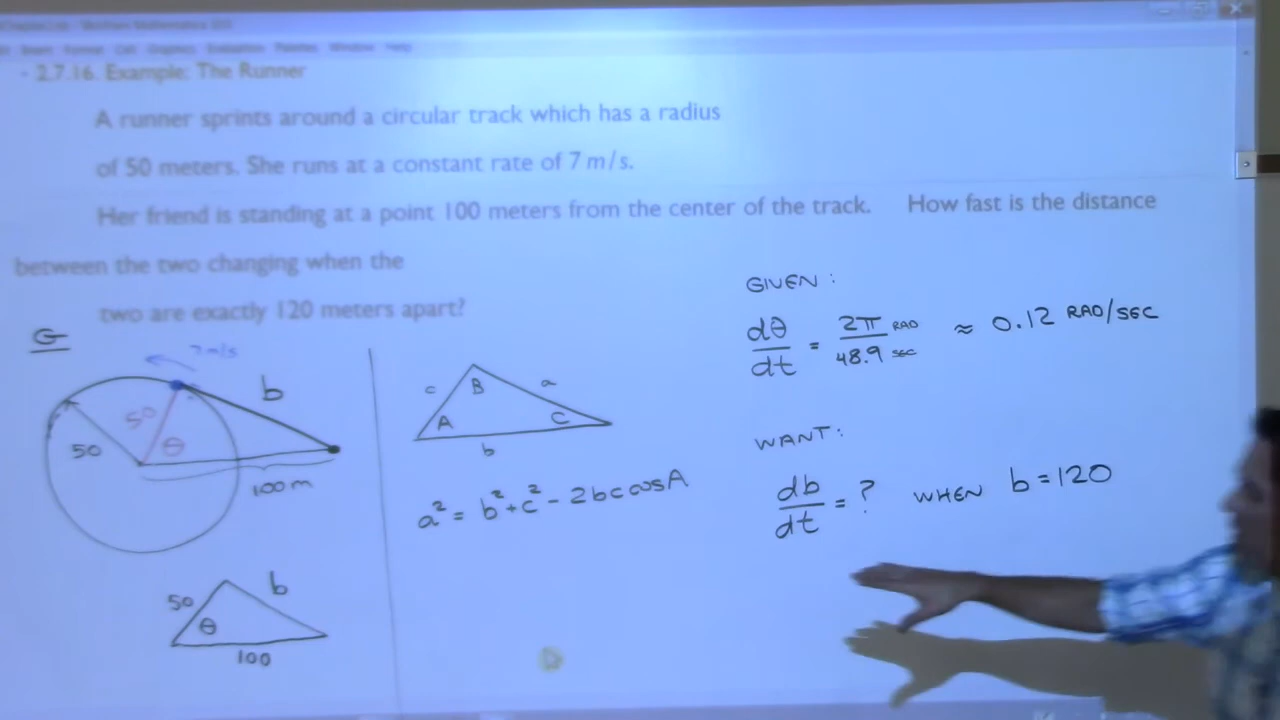 - 2.7.16. Example: The Runner
A runner sprints around a circular track which has a radius
of 50 meters. She runs at a constant rate of 7 m/s.
Her friend is standing at a point 100 meters from the center of the track. How fast is the distance
between the two changing when the
two are exactly 120 meters apart?
G
7 m/s
b
50
50
θ
100 m
50
b
θ
100
c
B
a
A
C
b
a² = b² + c² - 2bc cos A
GIVEN:
dθ/dt = 2π RAD / 48.9 SEC ≈ 0.12 RAD/SEC
WANT:
db/dt = ? WHEN b = 120